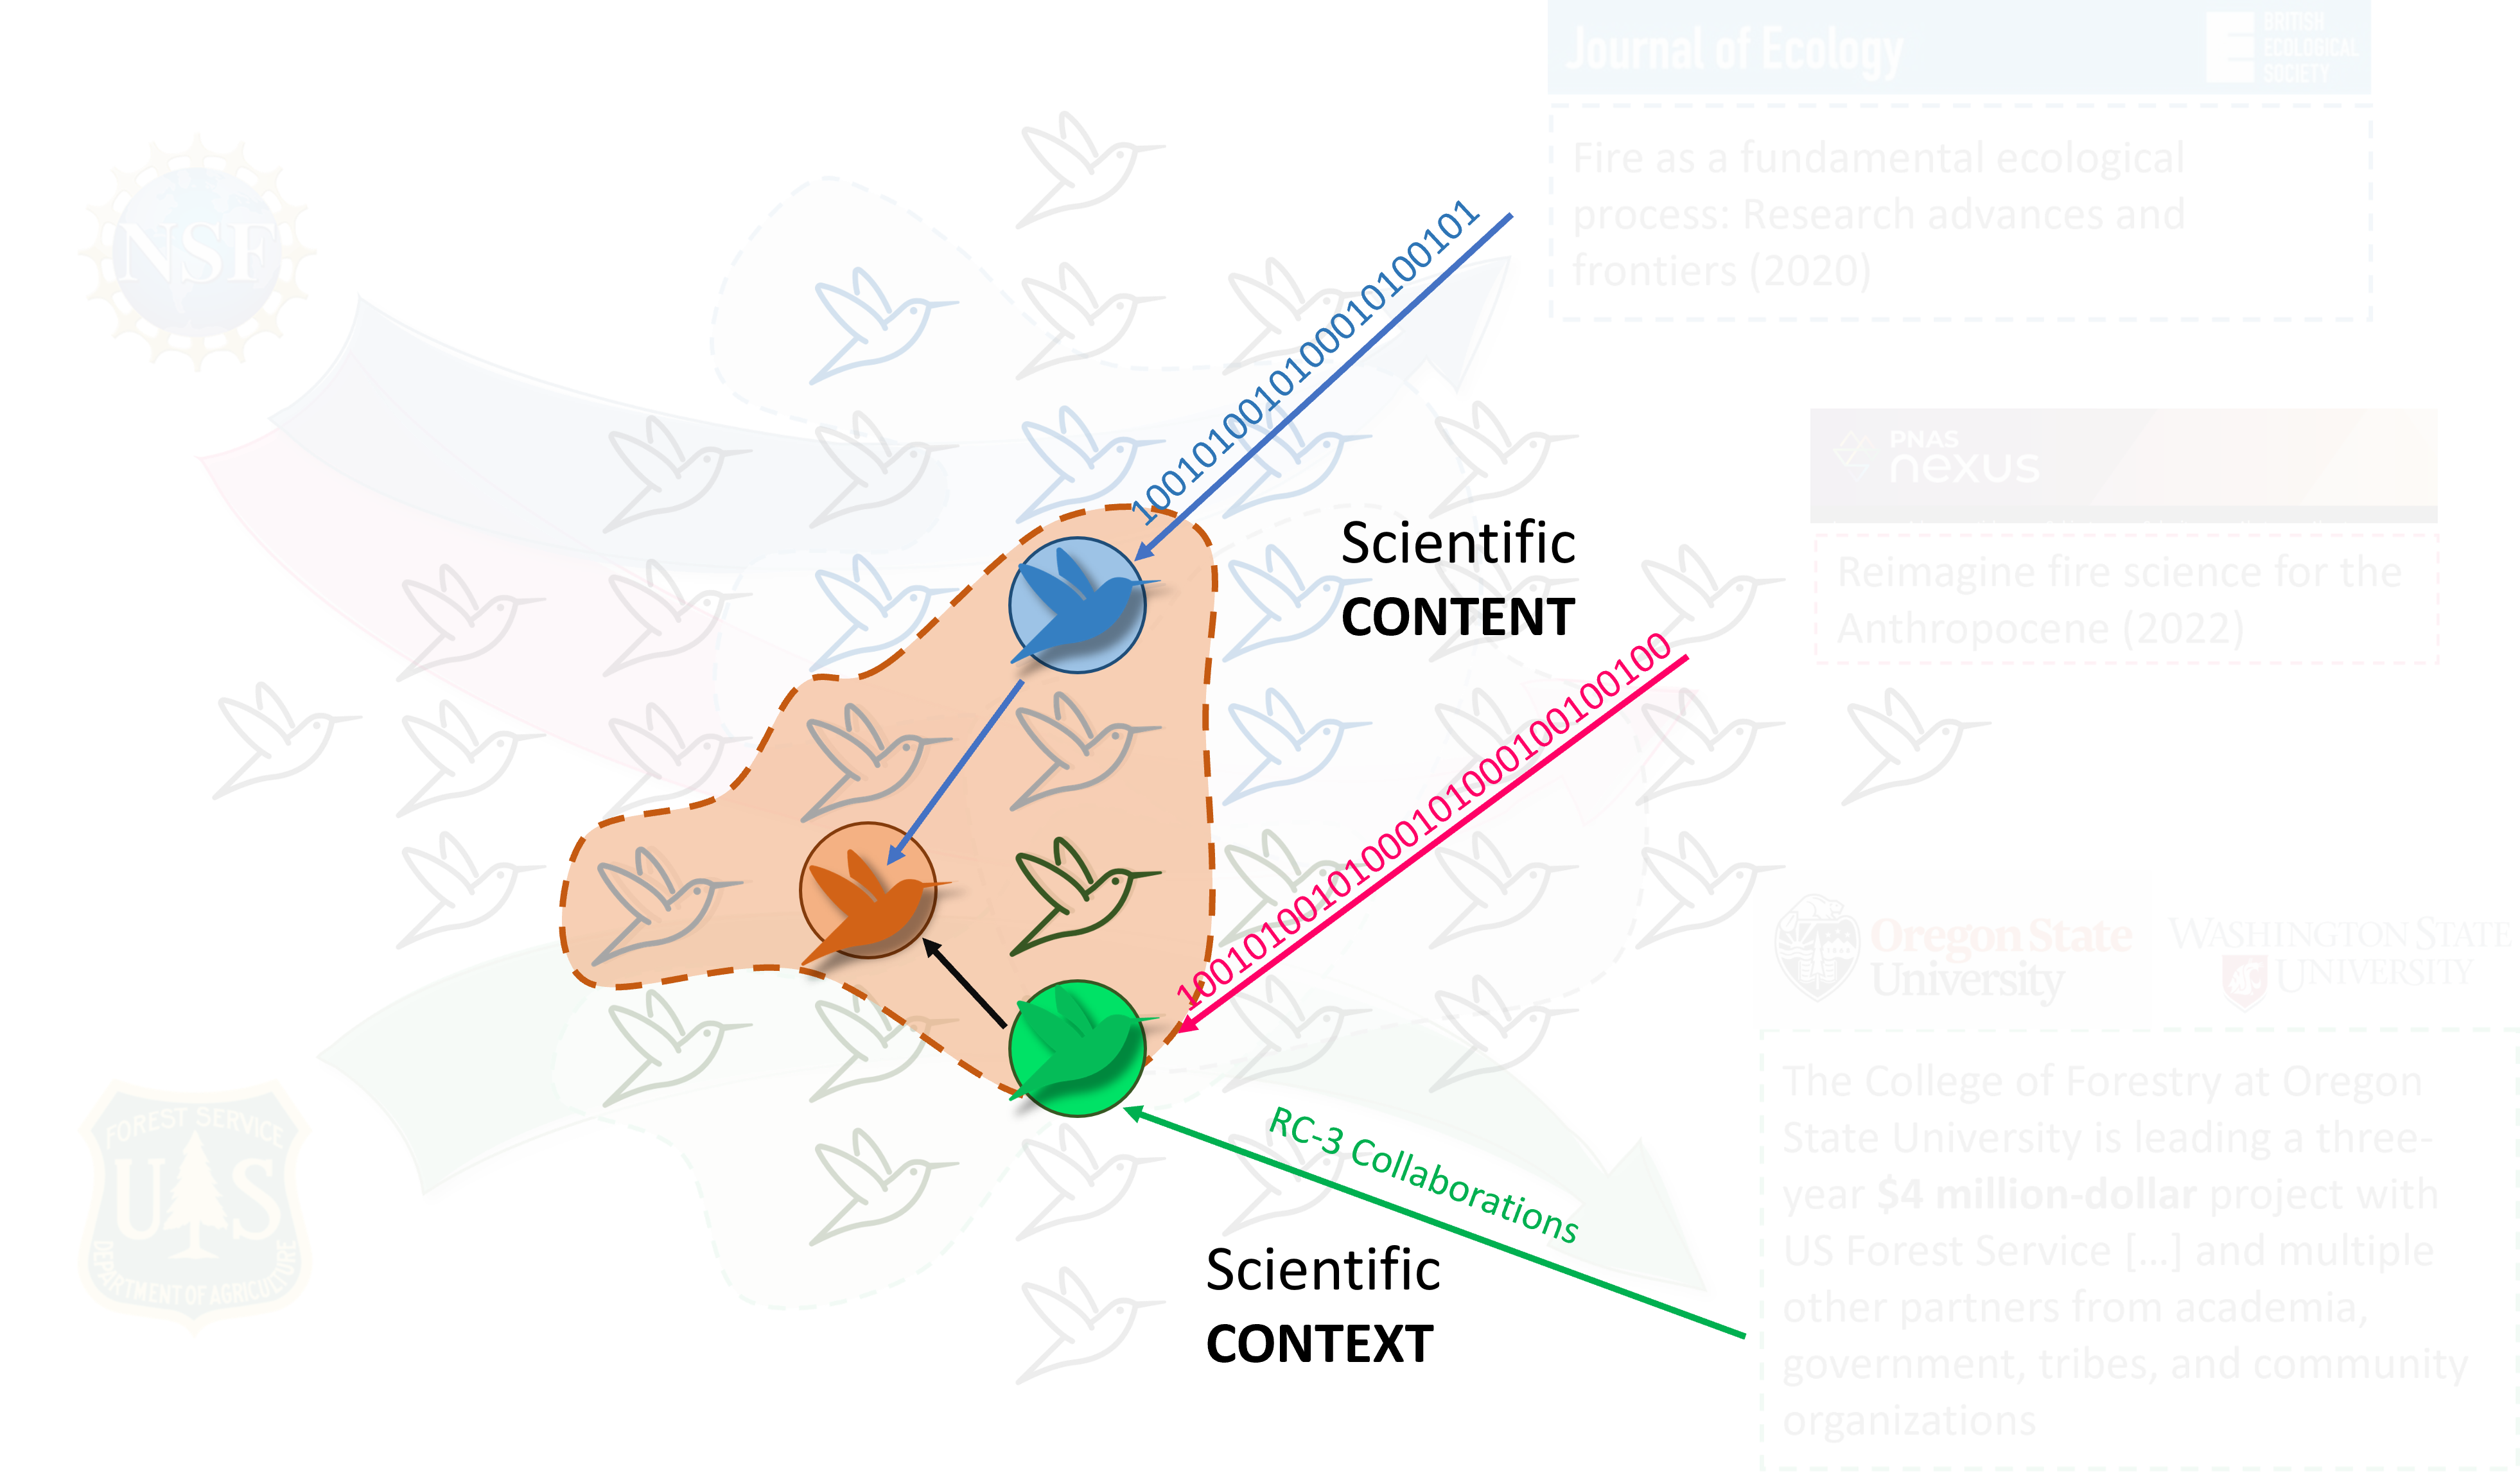 Journal of Ecology
BRITISH
ECOLOGICAL
SOCIETY
Fire as a fundamental ecological
process: Research advances and
frontiers (2020)
NSF
1001010010100010100101
PNAS
nexus
Scientific
CONTENT
Reimagine fire science for the
Anthropocene (2022)
Oregon State
University
WASHINGTON STATE
UNIVERSITY
FOREST SERVICE
US
DEPARTMENT OF AGRICULTURE
The College of Forestry at Oregon
State University is leading a three-
year $4 million-dollar project with
US Forest Service [...] and multiple
other partners from academia,
government, tribes, and community
organizations
RC-3 Collaborations
Scientific
CONTEXT